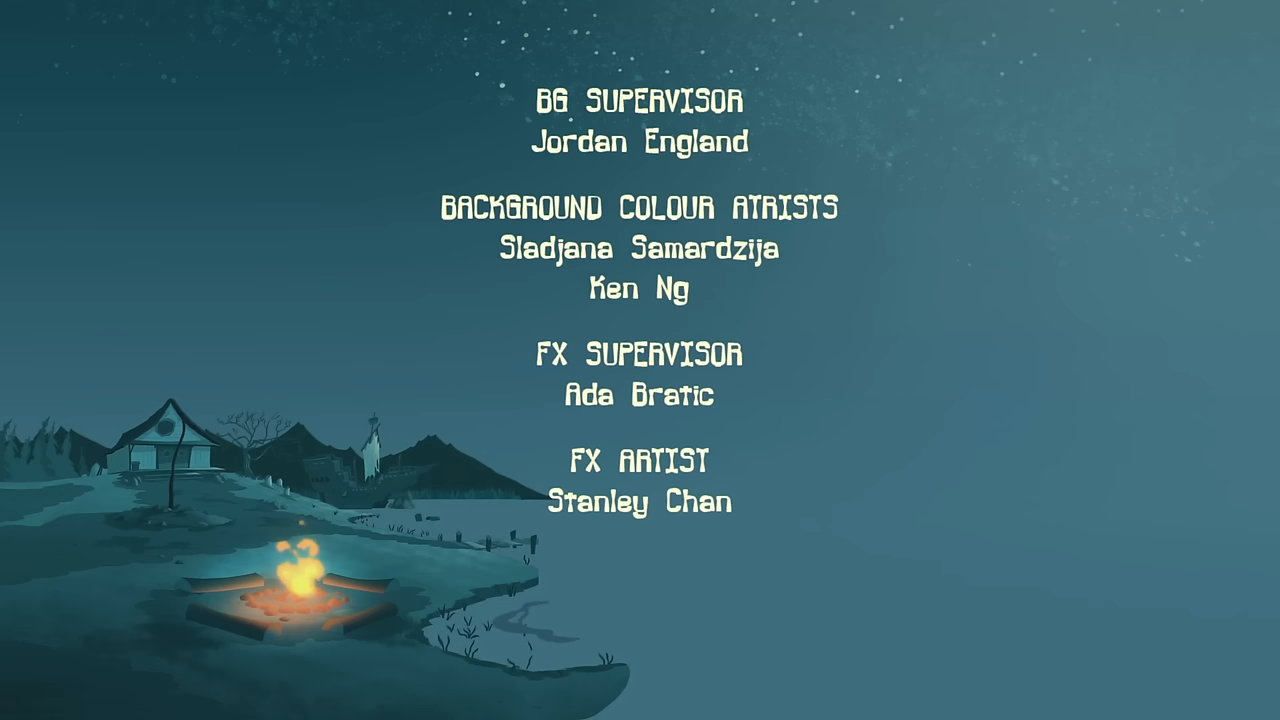 BG SUPERVISOR
Jordan England
BACKGROUND COLOUR ATRISTS
Sladjana Samardzija
Ken Ng
FX SUPERVISOR
Ada Bratic
FX ARTIST
Stanley Chan